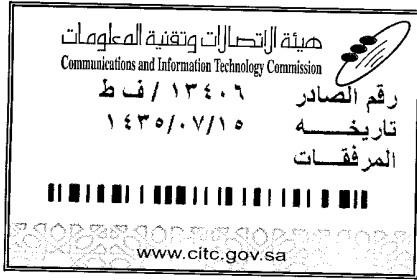 هيئة الاتصالات وتقنية المعلومات
Communications and Information Technology Commission
رقم الصادر ١٣٤٠٦ / ف ط
تاريخه ١٤٣٥/٠٧/١٥
المرفقات
www.citc.gov.sa